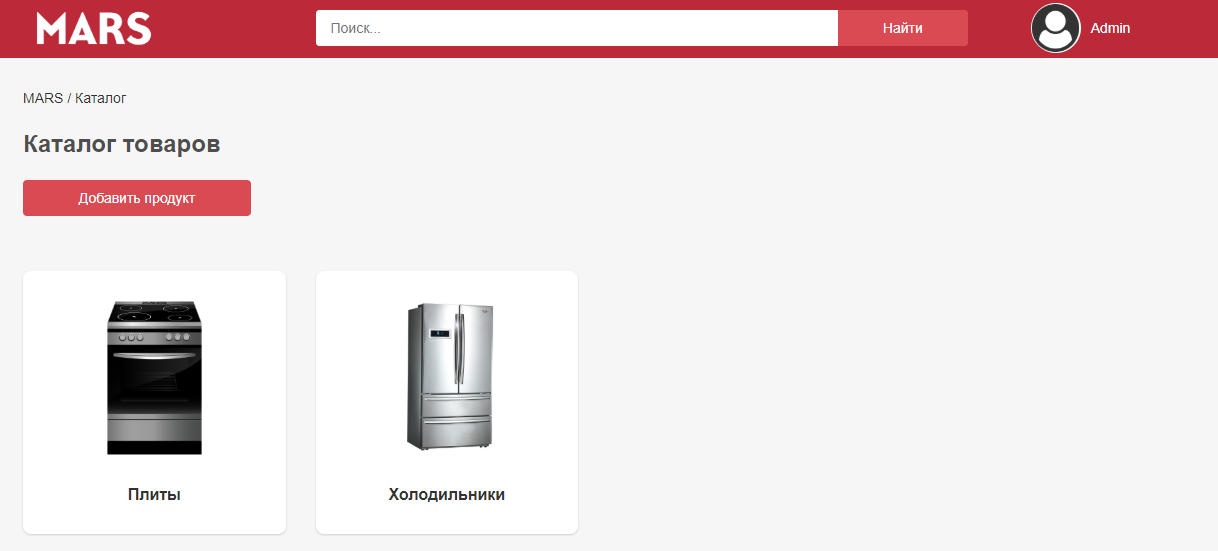 MARS
Поиск...
Найти
Admin
MARS / Каталог
Каталог товаров
Добавить продукт
Плиты
Холодильники